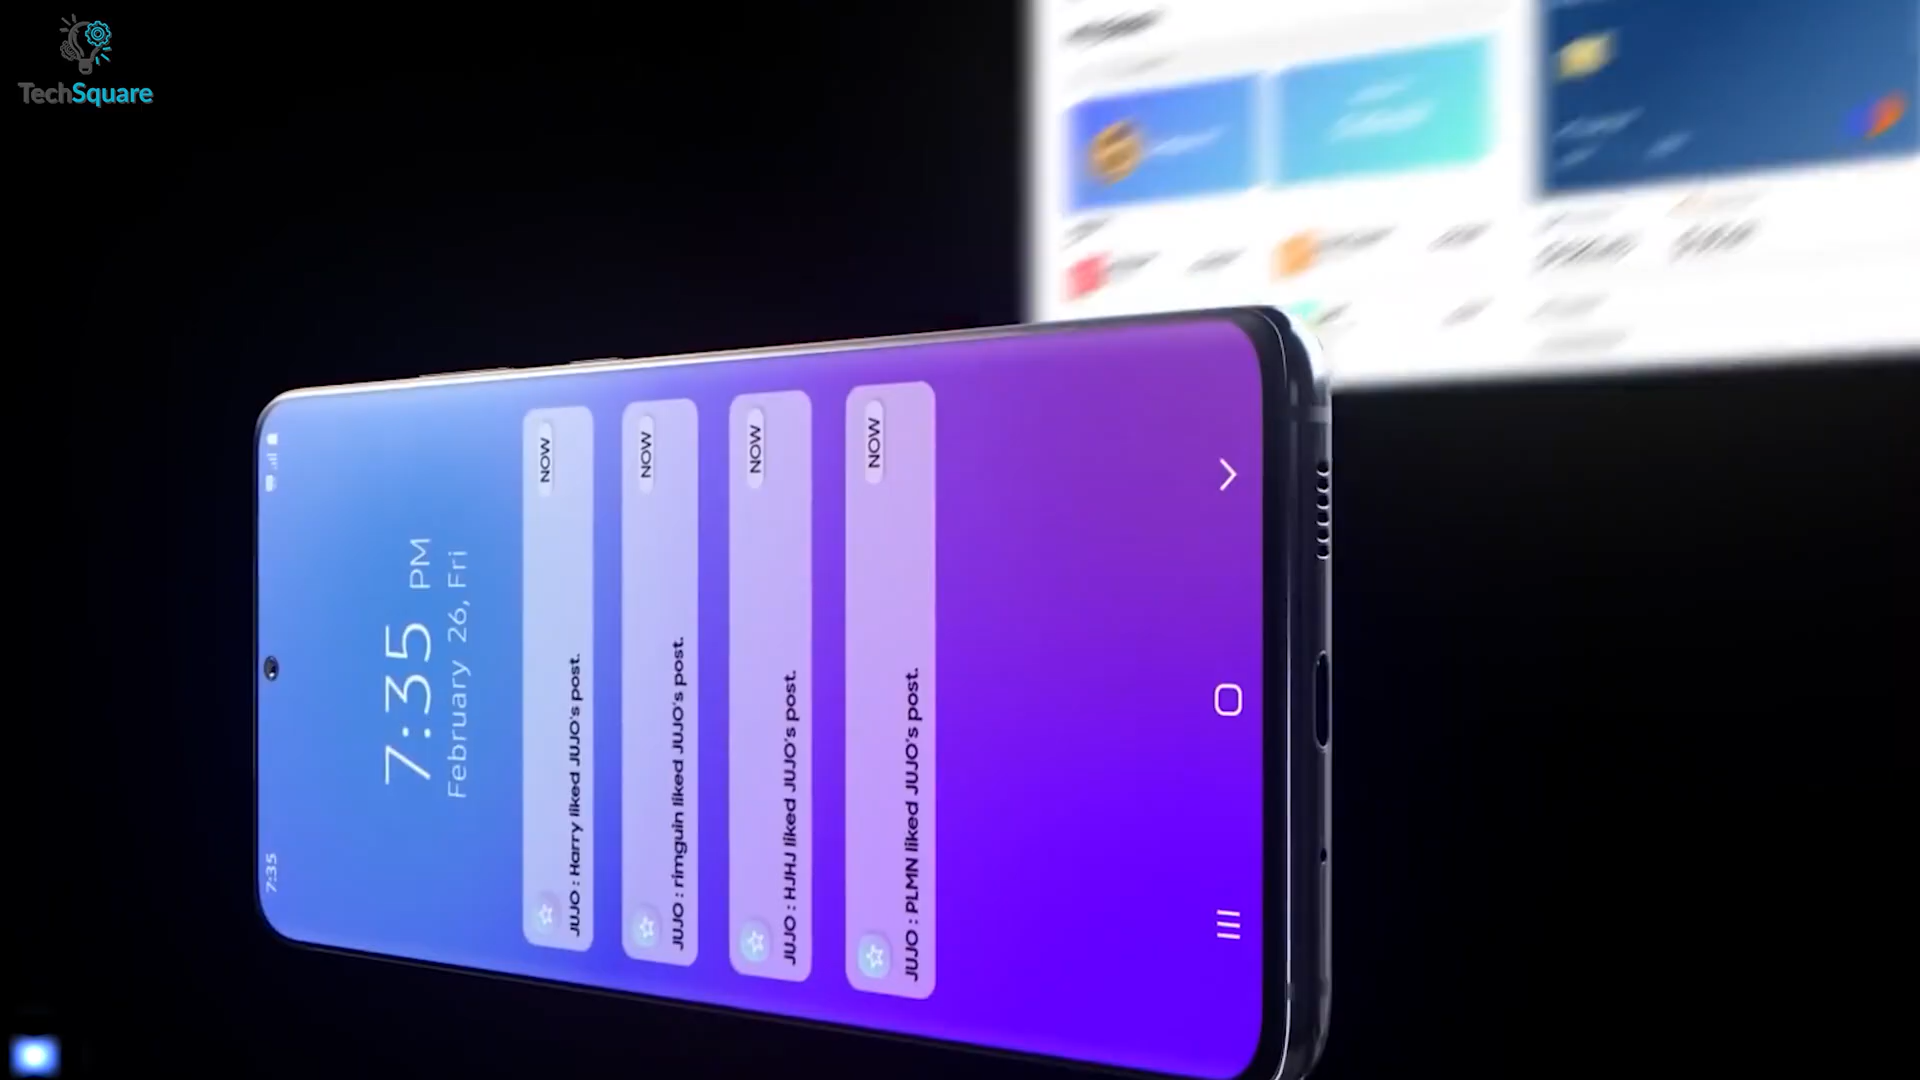 TechSquare
7:35
7:35 PM
February 26, Fri
NOW
JUJO : Harry liked JUJO's post.
NOW
JUJO : rimguin liked JUJO's post.
NOW
JUJO : HJHJ liked JUJO's post.
NOW
JUJO : PLMN liked JUJO's post.